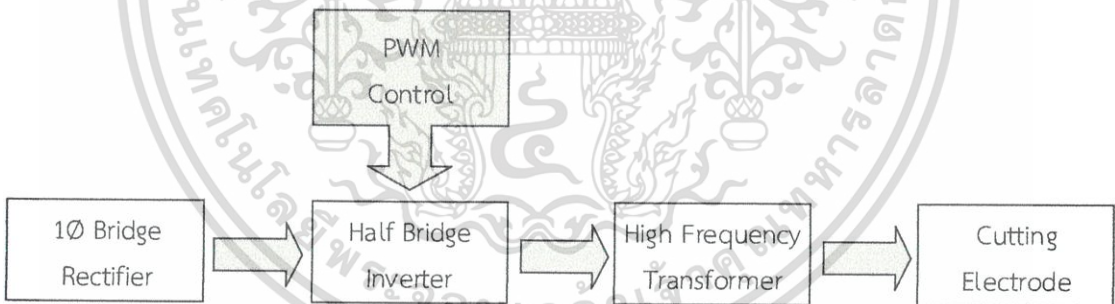 PWM
Control
1Ø Bridge
Rectifier
Half Bridge
Inverter
High Frequency
Transformer
Cutting
Electrode